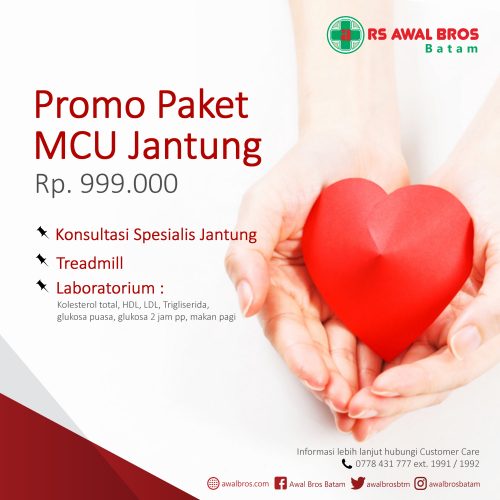 RS AWAL BROS
Batam
Promo Paket
MCU Jantung
Rp. 999.000
Konsultasi Spesialis Jantung
Treadmill
Laboratorium :
Kolesterol total, HDL, LDL, Trigliserida,
glukosa puasa, glukosa 2 jam pp, makan pagi
Informasi lebih lanjut hubungi Customer Care
0778 431 777 ext. 1991 / 1992
awalbros.com Awal Bros Batam awalbrosbtm awalbrosbatam